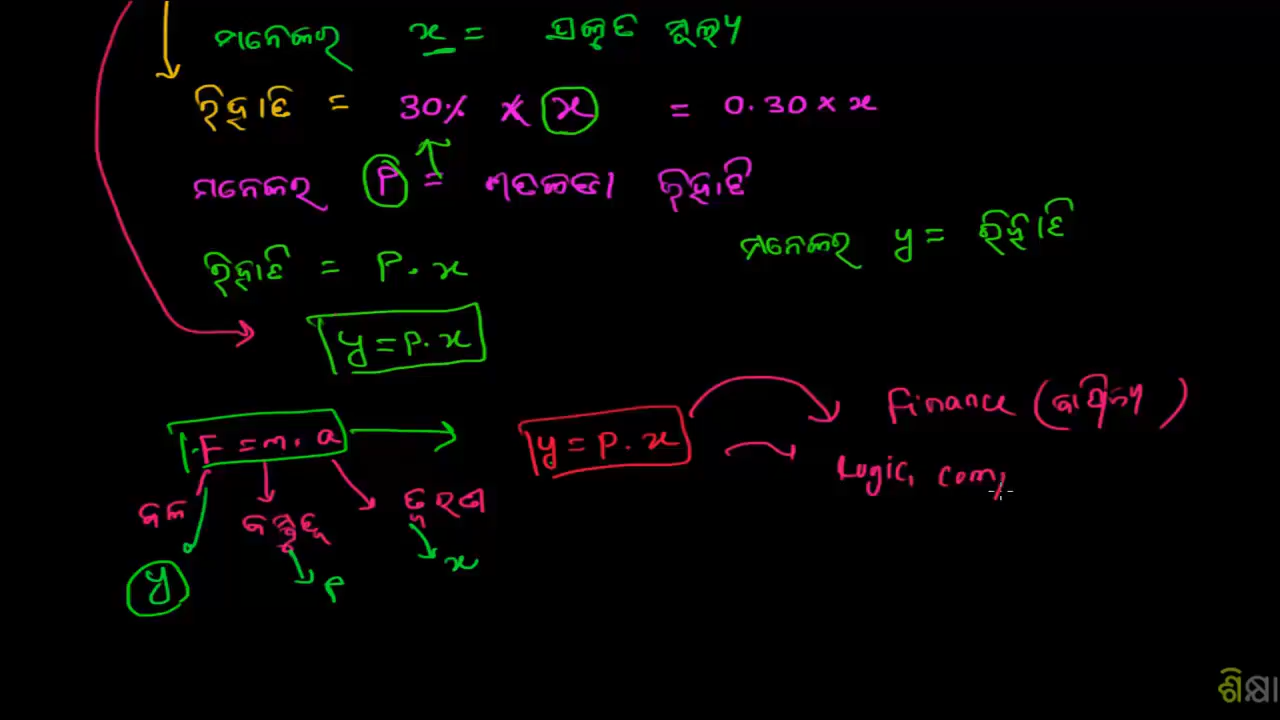 ମନେକର x = ପ୍ରକୃତ ମୂଲ୍ୟ
ରିହାତି = 30% × x = 0.30 × x
ମନେକର P = ଶତକଡା ରିହାତି
ମନେକର y = ରିହାତି
ରିହାତି = P. x
y = P. x
F = m. a
y = P. x
Finance (ବାଣିଜ୍ୟ)
Logic, com
ବଳ
ବସ୍ତୁତ୍ୱ
ତ୍ୱରଣ
y
P
x
ଶିକ୍ଷା